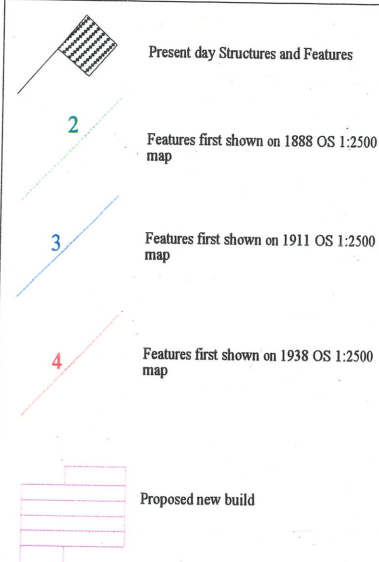 Present day Structures and Features
2
Features first shown on 1888 OS 1:2500
map
3
Features first shown on 1911 OS 1:2500
map
4
Features first shown on 1938 OS 1:2500
map
Proposed new build